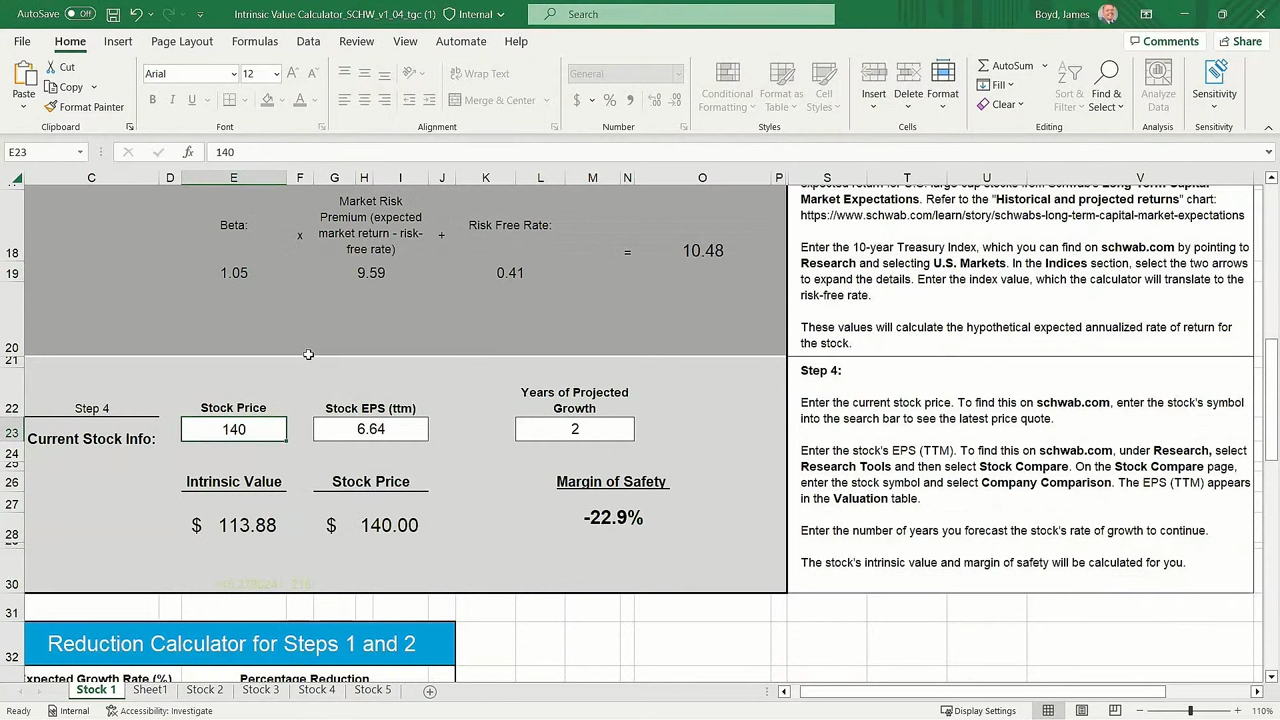 AutoSave Off Intrinsic Value Calculator_SCHW_v1_04_tgc (1) Internal Search Boyd, James
File Home Insert Draw Page Layout Formulas Data Review View Automate Help Comments Share
Cut
Copy
Format Painter
Paste
Arial 12
B I U
Wrap Text
Merge & Center
General
$ % 9
Conditional Formatting
Format as Table
Cell Styles
Insert Delete Format
AutoSum
Fill
Clear
Sort & Filter
Find & Select
Analyze Data
Sensitivity
Clipboard Font Alignment Number Styles Cells Editing Analysis Sensitivity
E23 fx 140
C D E F G H I J K L M N O P S T U V
Market Risk
Premium (expected
market return - risk-
free rate)
Beta: x + Risk Free Rate:
18 = 10.48
19 1.05 9.59 0.41
20
21
Market Expectations. Refer to the "Historical and projected returns" chart:
https://www.schwab.com/learn/story/schwabs-long-term-capital-market-expectations
Enter the 10-year Treasury Index, which you can find on schwab.com by pointing to
Research and selecting U.S. Markets. In the Indices section, select the two arrows
to expand the details. Enter the index value, which the calculator will translate to the
risk-free rate.
These values will calculate the hypothetical expected annualized rate of return for
the stock.
Years of Projected
22 Step 4 Stock Price Stock EPS (ttm) Growth
23 Current Stock Info: 140 6.64 2
24
25
26 Intrinsic Value Stock Price Margin of Safety
27
28 $ 113.88 $ 140.00 -22.9%
30
31
32 Reduction Calculator for Steps 1 and 2
Expected Growth Rate (%) Percentage Reduction
Step 4:
Enter the current stock price. To find this on schwab.com, enter the stock's symbol
into the search bar to see the latest price quote.
Enter the stock's EPS (TTM). To find this on schwab.com, under Research, select
Research Tools and then select Stock Compare. On the Stock Compare page,
enter the stock symbol and select Company Comparison. The EPS (TTM) appears
in the Valuation table.
Enter the number of years you forecast the stock's rate of growth to continue.
The stock's intrinsic value and margin of safety will be calculated for you.
Stock 1 Sheet1 Stock 2 Stock 3 Stock 4 Stock 5
Ready Internal Accessibility: Investigate Display Settings 110%